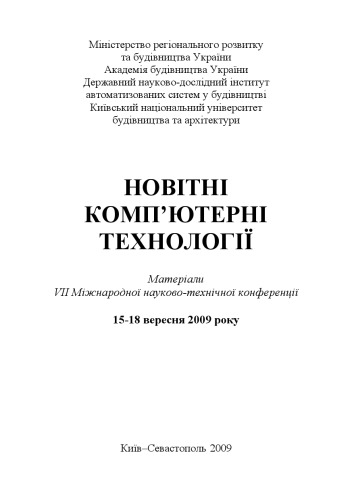 Міністерство регіонального розвитку
та будівництва України
Академія будівництва України
Державний науково-дослідний інститут
автоматизованих систем у будівництві
Київський національний університет
будівництва та архітектури
НОВІТНІ
КОМП'ЮТЕРНІ
ТЕХНОЛОГІЇ
Матеріали
VII Міжнародної науково-технічної конференції
15-18 вересня 2009 року
Київ–Севастополь 2009